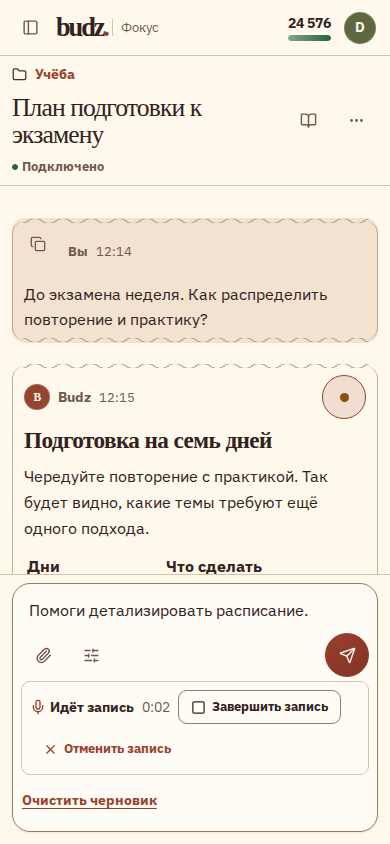 budz.
Фокус
24 576
D
Учёба
План подготовки к
экзамену
Подключено
Вы 12:14
До экзамена неделя. Как распределить
повторение и практику?
B Budz 12:15
Подготовка на семь дней
Чередуйте повторение с практикой. Так
будет видно, какие темы требуют ещё
одного подхода.
Дни Что сделать
Помоги детализировать расписание.
Идёт запись 0:02 Завершить запись
Отменить запись
Очистить черновик